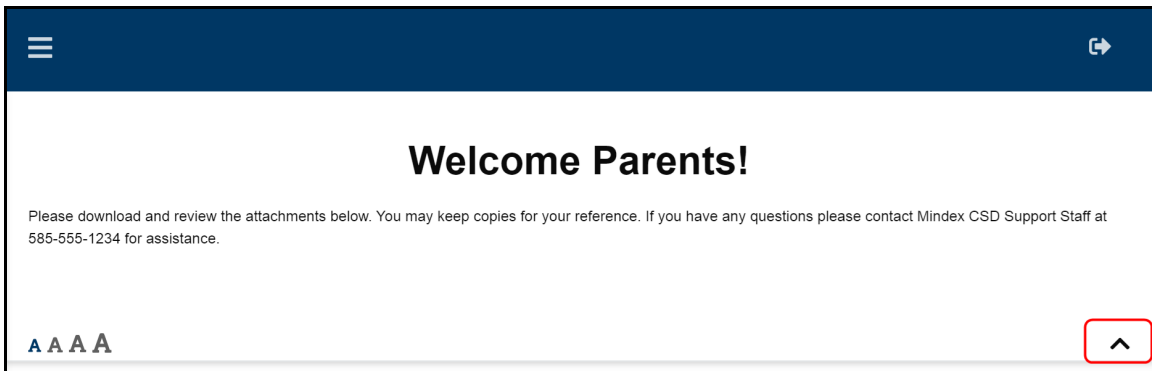 Welcome Parents!
Please download and review the attachments below. You may keep copies for your reference. If you have any questions please contact Mindex CSD Support Staff at
585-555-1234 for assistance.
A A A A